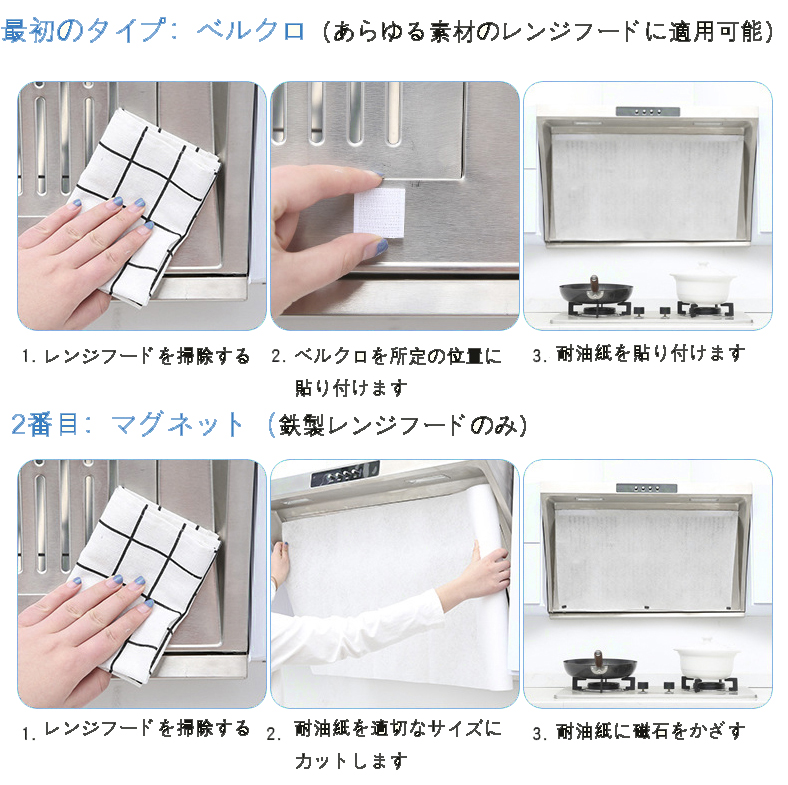 最初のタイプ：ベルクロ（あらゆる素材のレンジフードに適用可能）
1. レンジフードを掃除する
2. ベルクロを所定の位置に
貼り付けます
3. 耐油紙を貼り付けます
2番目：マグネット（鉄製レンジフードのみ）
1. レンジフードを掃除する
2. 耐油紙を適切なサイズに
カットします
3. 耐油紙に磁石をかざす